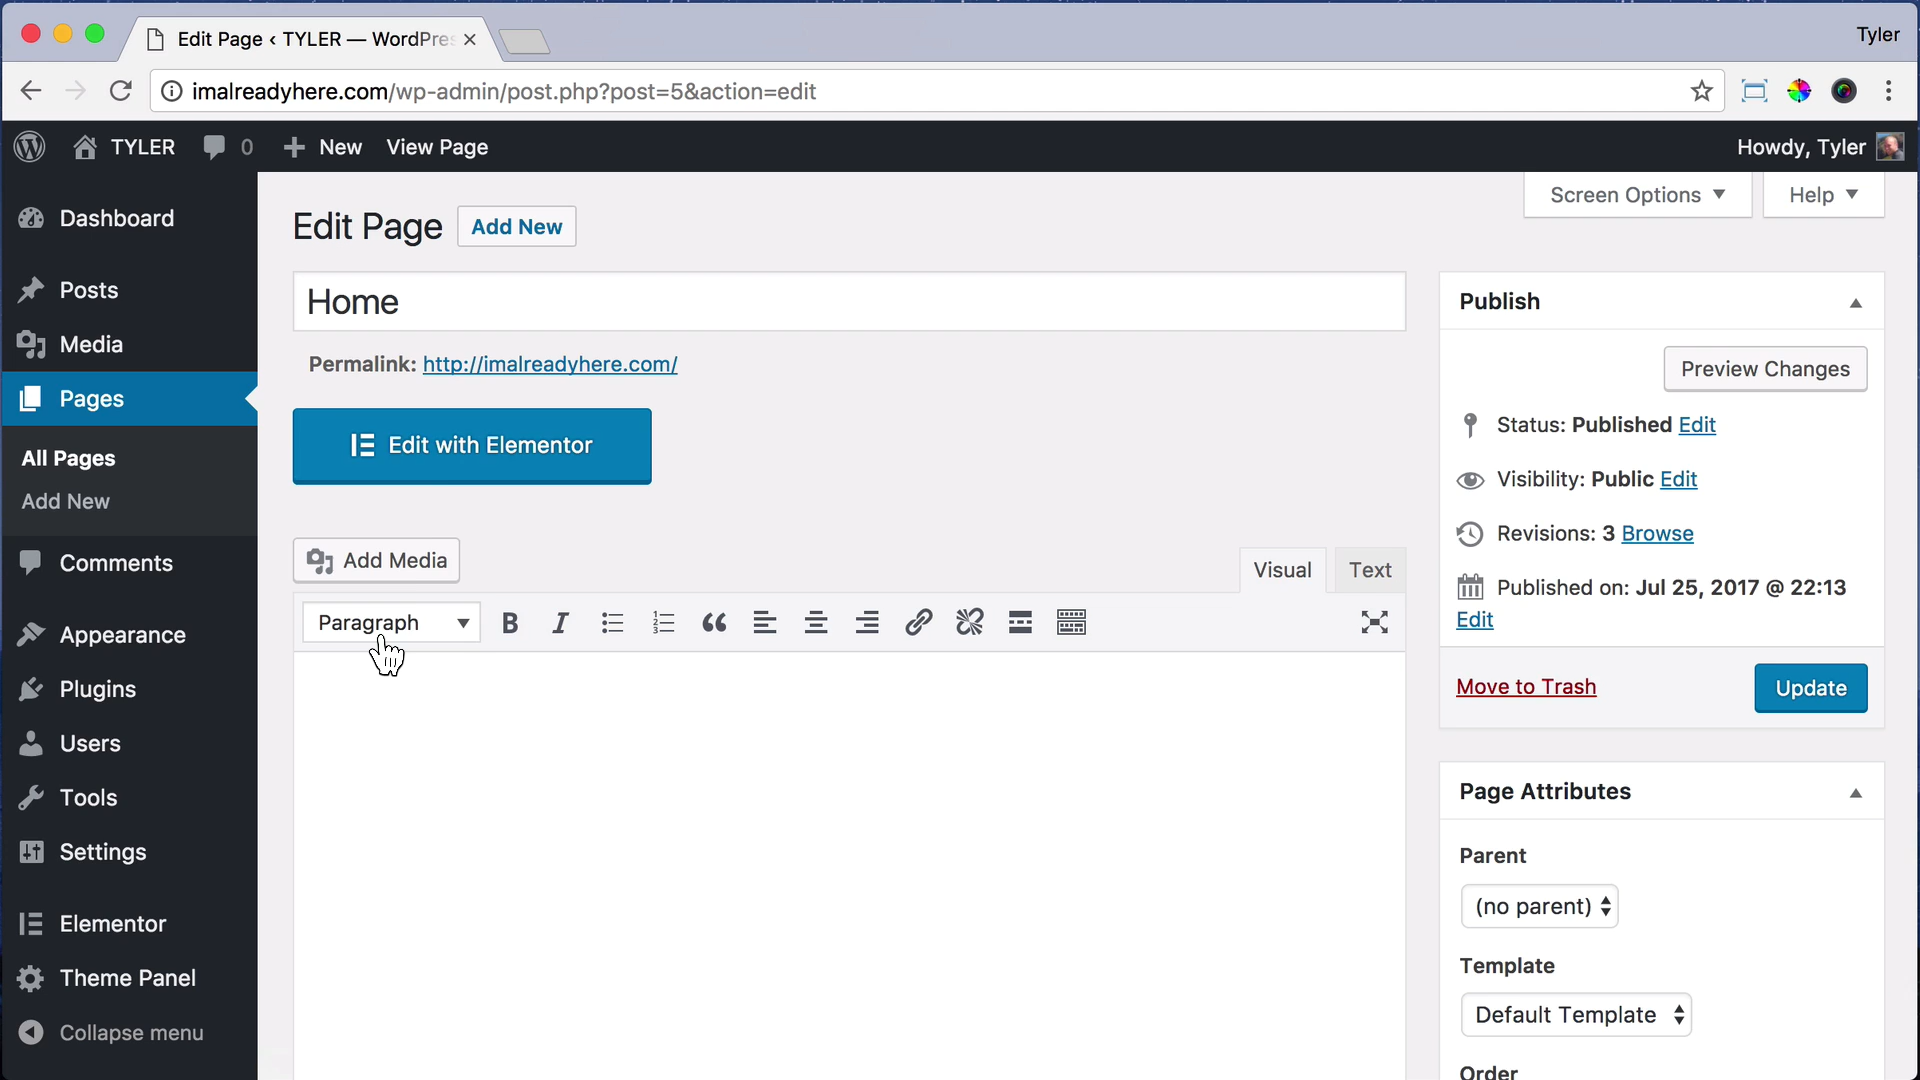 Edit Page ‹ TYLER — WordPres
Tyler
imalreadyhere.com/wp-admin/post.php?post=5&action=edit
TYLER
0
New
View Page
Howdy, Tyler
Screen Options
Help
Dashboard
Posts
Media
Pages
All Pages
Add New
Comments
Appearance
Plugins
Users
Tools
Settings
Elementor
Theme Panel
Collapse menu
Edit Page
Add New
Home
Permalink: http://imalreadyhere.com/
Edit with Elementor
Add Media
Visual
Text
Paragraph
Publish
Preview Changes
Status: Published Edit
Visibility: Public Edit
Revisions: 3 Browse
Published on: Jul 25, 2017 @ 22:13
Edit
Move to Trash
Update
Page Attributes
Parent
(no parent)
Template
Default Template
Order